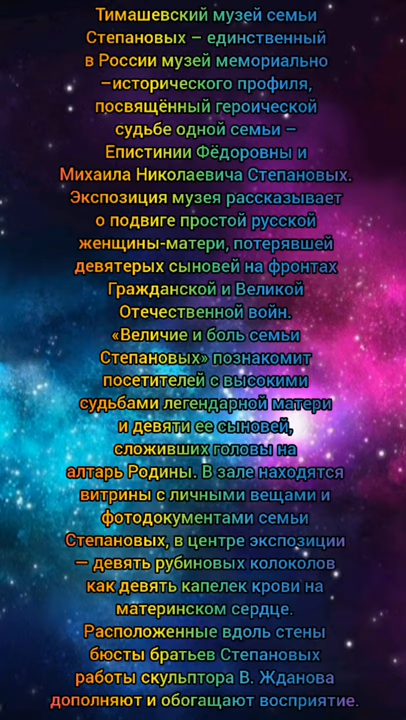 Тимашевский музей семьи
Степановых – единственный
в России музей мемориально
–исторического профиля,
посвящённый героической
судьбе одной семьи –
Епистинии Фёдоровны и
Михаила Николаевича Степановых.
Экспозиция музея рассказывает
о подвиге простой русской
женщины-матери, потерявшей
девятерых сыновей на фронтах
Гражданской и Великой
Отечественной войн.
«Величие и боль семьи
Степановых» познакомит
посетителей с высокими
судьбами легендарной матери
и девяти ее сыновей,
сложивших головы на
алтарь Родины. В зале находятся
витрины с личными вещами и
фотодокументами семьи
Степановых, в центре экспозиции
— девять рубиновых колоколов
как девять капелек крови на
материнском сердце.
Расположенные вдоль стены
бюсты братьев Степановых
работы скульптора В. Жданова
дополняют и обогащают восприятие.